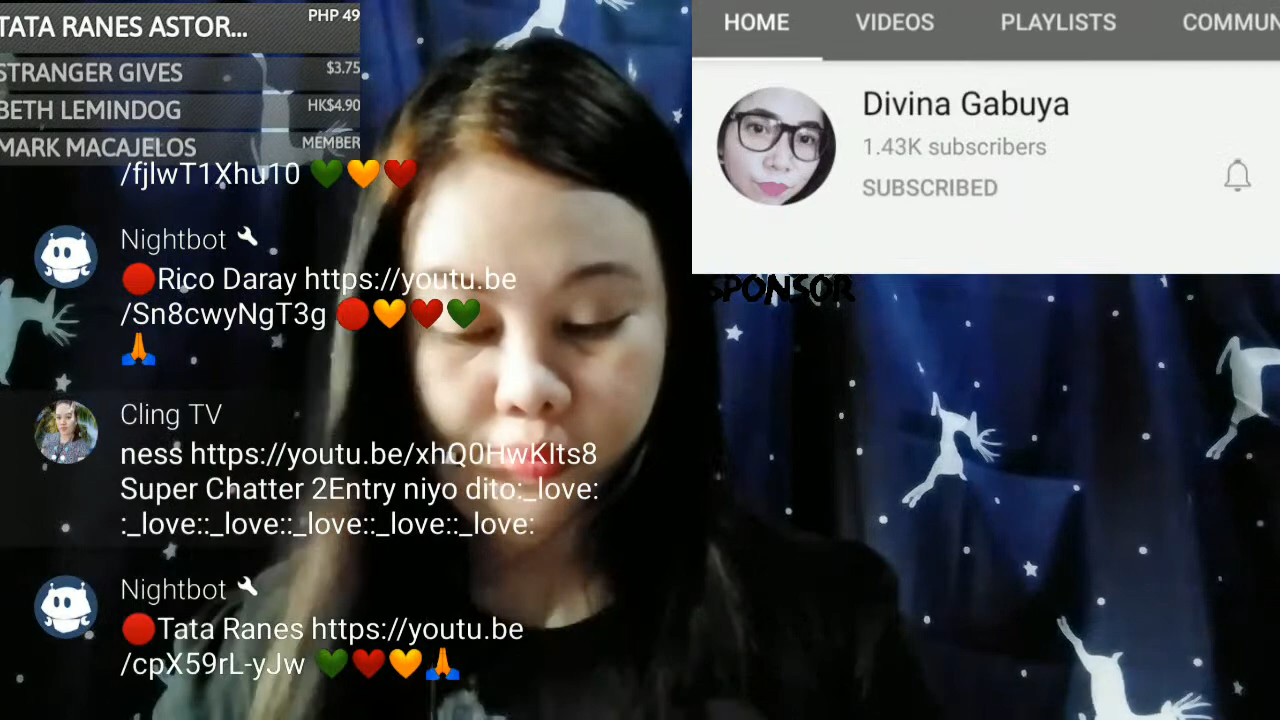 TATA RANES ASTOR...
PHP 49
STRANGER GIVES
$3.75
BETH LEMINDOG
HK$4.90
MARK MACAJELOS
MEMBER
/fjlwT1Xhu10 💚🧡❤️
Nightbot
🔴Rico Daray https://youtu.be
/Sn8cwyNgT3g 🔴🧡❤️💚
🙏
Cling TV
ness https://youtu.be/xhQ0HwKIts8
Super Chatter 2Entry niyo dito:_love:
:_love::_love::_love::_love::_love:
Nightbot
🔴Tata Ranes https://youtu.be
/cpX59rL-yJw 💚❤️🧡🙏
HOME VIDEOS PLAYLISTS COMMUN
Divina Gabuya
1.43K subscribers
SUBSCRIBED
SPONSOR